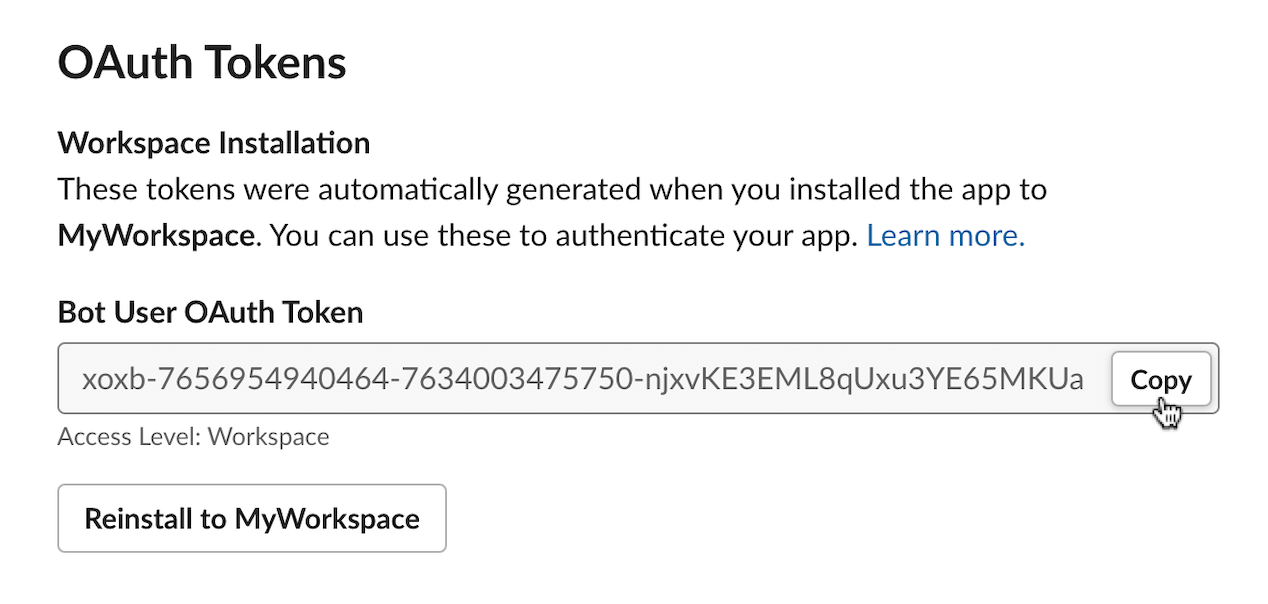 OAuth Tokens
Workspace Installation
These tokens were automatically generated when you installed the app to
MyWorkspace. You can use these to authenticate your app. Learn more.
Bot User OAuth Token
xoxb-7656954940464-7634003475750-njxvKE3EML8qUxu3YE65MKUa
Copy
Access Level: Workspace
Reinstall to MyWorkspace